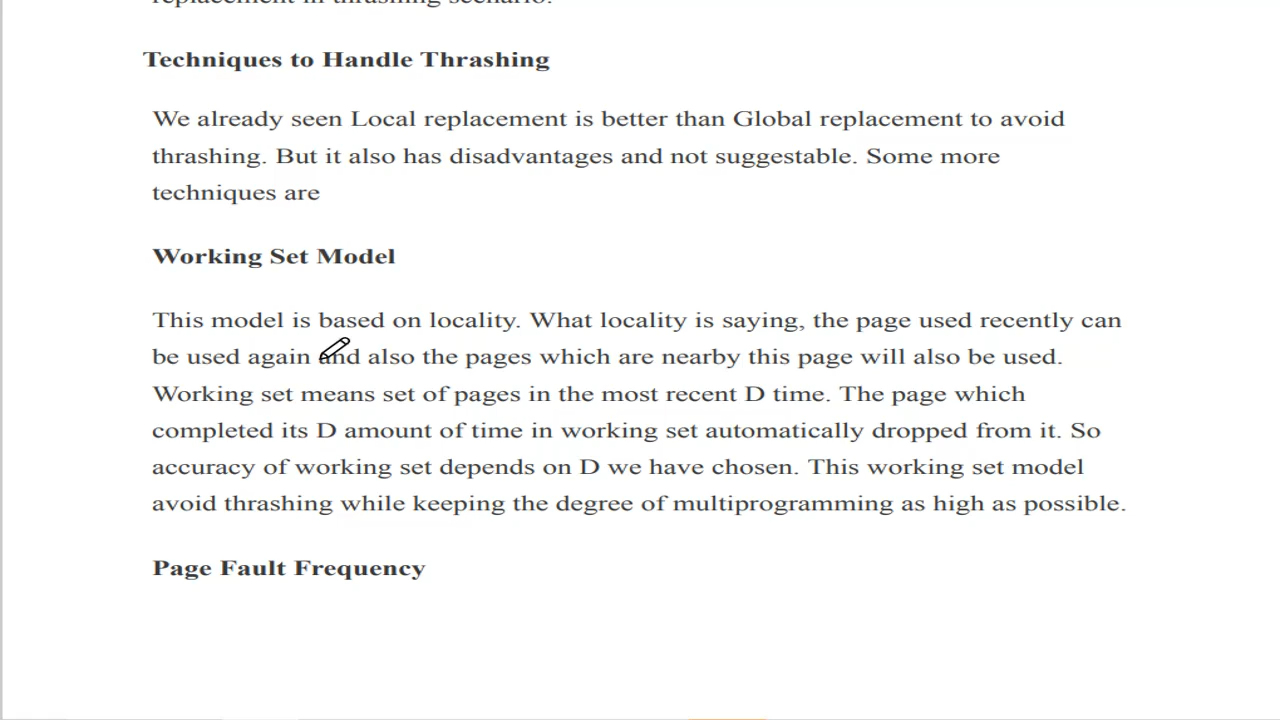 replacement in thrashing scenario.
Techniques to Handle Thrashing
We already seen Local replacement is better than Global replacement to avoid
thrashing. But it also has disadvantages and not suggestable. Some more
techniques are
Working Set Model
This model is based on locality. What locality is saying, the page used recently can
be used again and also the pages which are nearby this page will also be used.
Working set means set of pages in the most recent D time. The page which
completed its D amount of time in working set automatically dropped from it. So
accuracy of working set depends on D we have chosen. This working set model
avoid thrashing while keeping the degree of multiprogramming as high as possible.
Page Fault Frequency